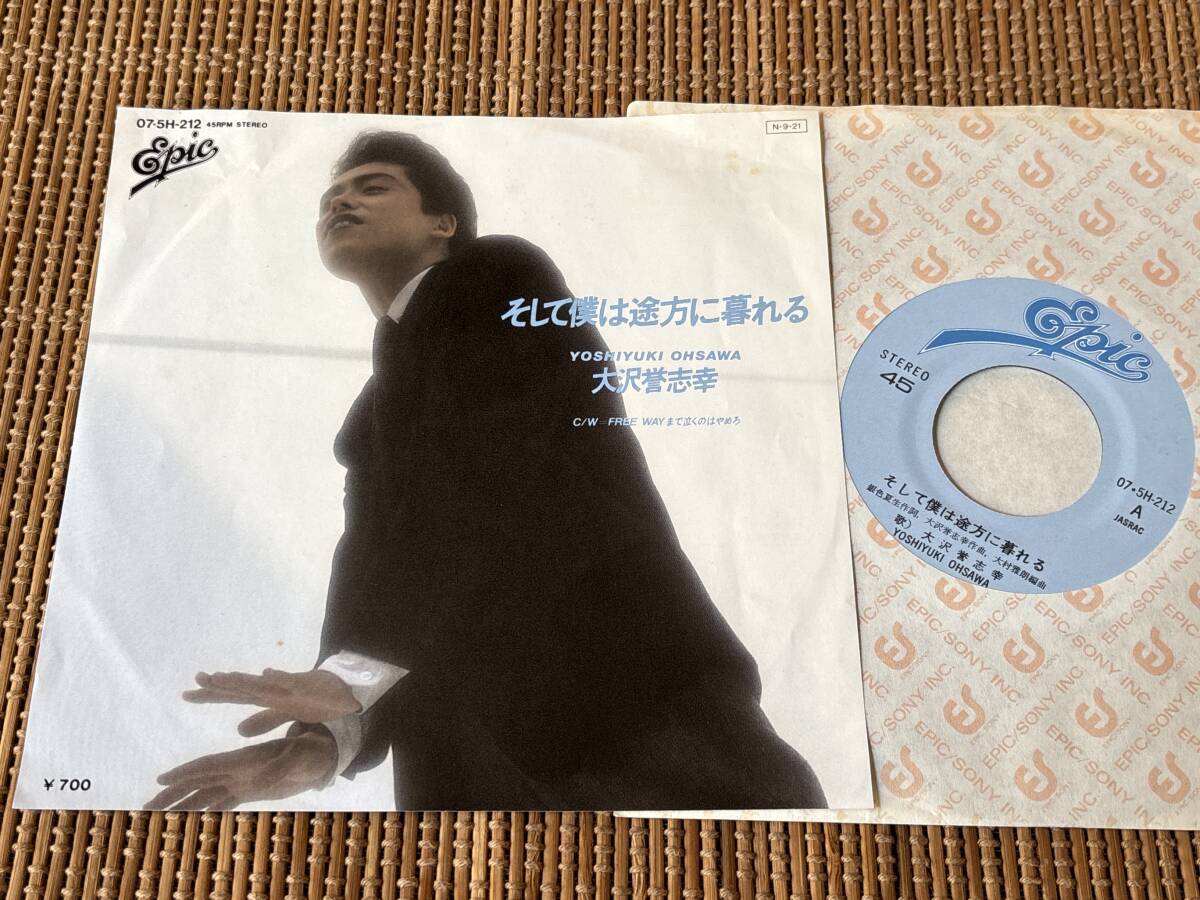 07・5H-212 45RPM STEREO
N・9・21
Epic
そして僕は途方に暮れる
YOSHIYUKI OHSAWA
大沢誉志幸
C/W=FREE WAYまで泣くのはやめろ
¥700
Epic
STEREO
45
07・5H-212
A
JASRAC
そして僕は途方に暮れる
銀色夏生作詞、大沢誉志幸作曲、大村雅朗編曲
歌)大沢誉志幸
YOSHIYUKI OHSAWA
EPIC/SONY INC.